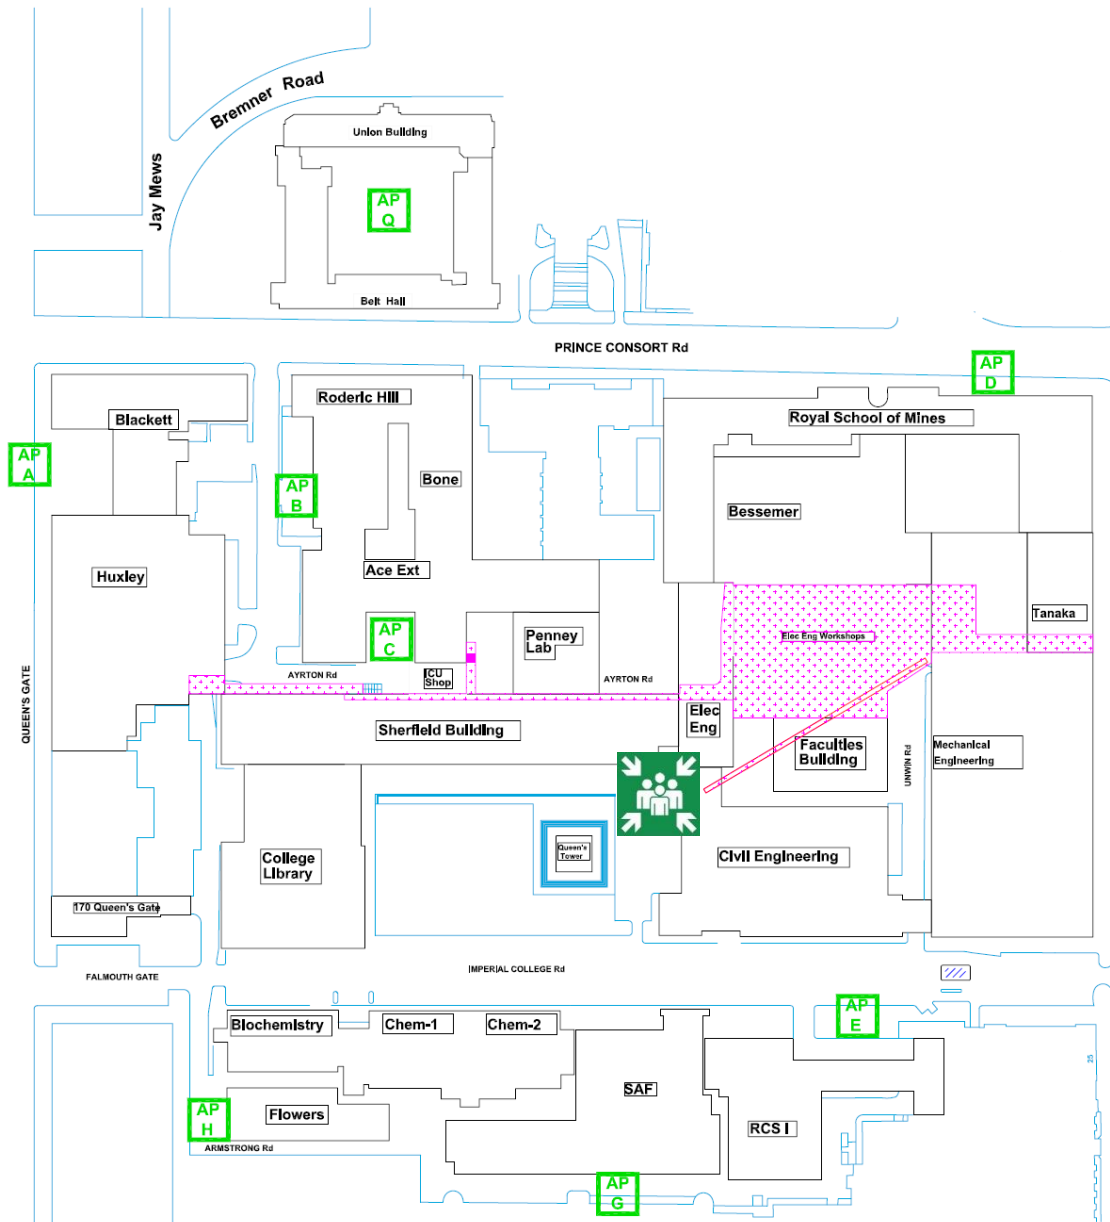 Bremner Road
Union Building
Jay Mews
AP
Q
Belt Hall
PRINCE CONSORT Rd
AP
D
Roderic Hill
Blackett
Royal School of Mines
AP
A
AP
B
Bone
Bessemer
Ace Ext
Huxley
Tanaka
AP
C
Penney
Lab
Elec Eng Workshops
ICU
Shop
AYRTON Rd
AYRTON Rd
QUEEN'S GATE
Elec
Eng
Sherfield Building
Faculties
Building
UNWIN Rd
Mechanical
Engineering
Queen's
Tower
College
Library
Civil Engineering
170 Queen's Gate
FALMOUTH GATE
IMPERIAL COLLEGE Rd
AP
E
Biochemistry
Chem-1
Chem-2
25
SAF
AP
H
Flowers
RCS I
ARMSTRONG Rd
AP
G